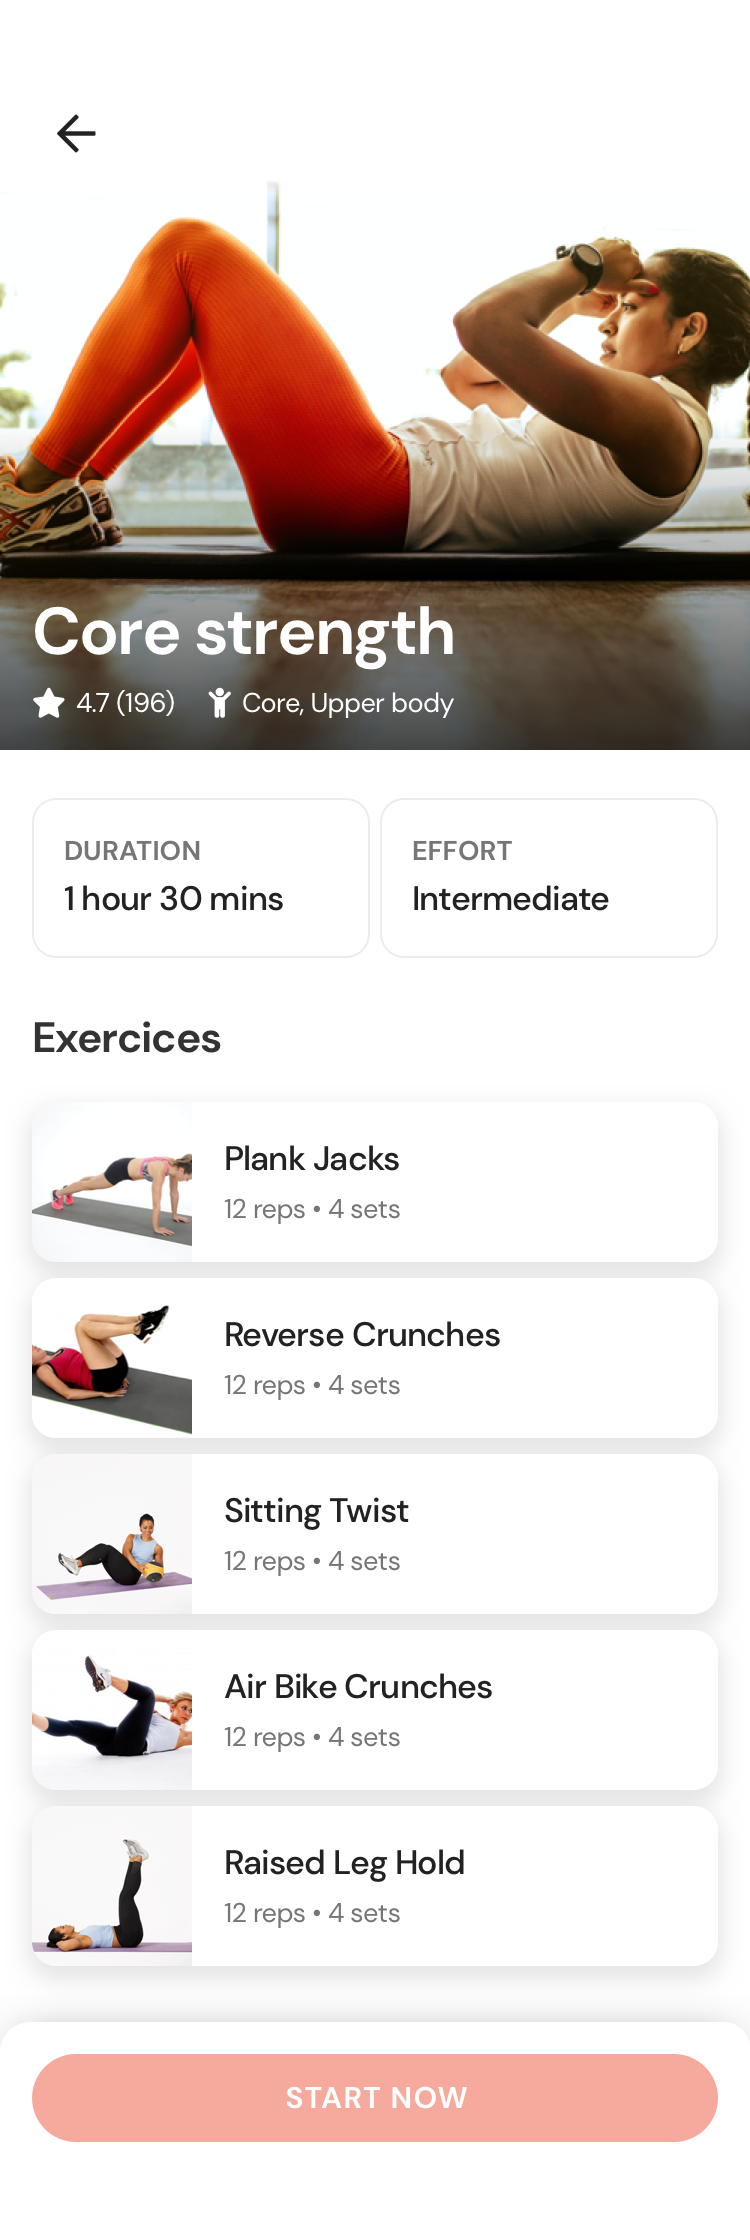 Core strength
4.7 (196) Core, Upper body
DURATION
1 hour 30 mins
EFFORT
Intermediate
Exercices
Plank Jacks
12 reps • 4 sets
Reverse Crunches
12 reps • 4 sets
Sitting Twist
12 reps • 4 sets
Air Bike Crunches
12 reps • 4 sets
Raised Leg Hold
12 reps • 4 sets
START NOW